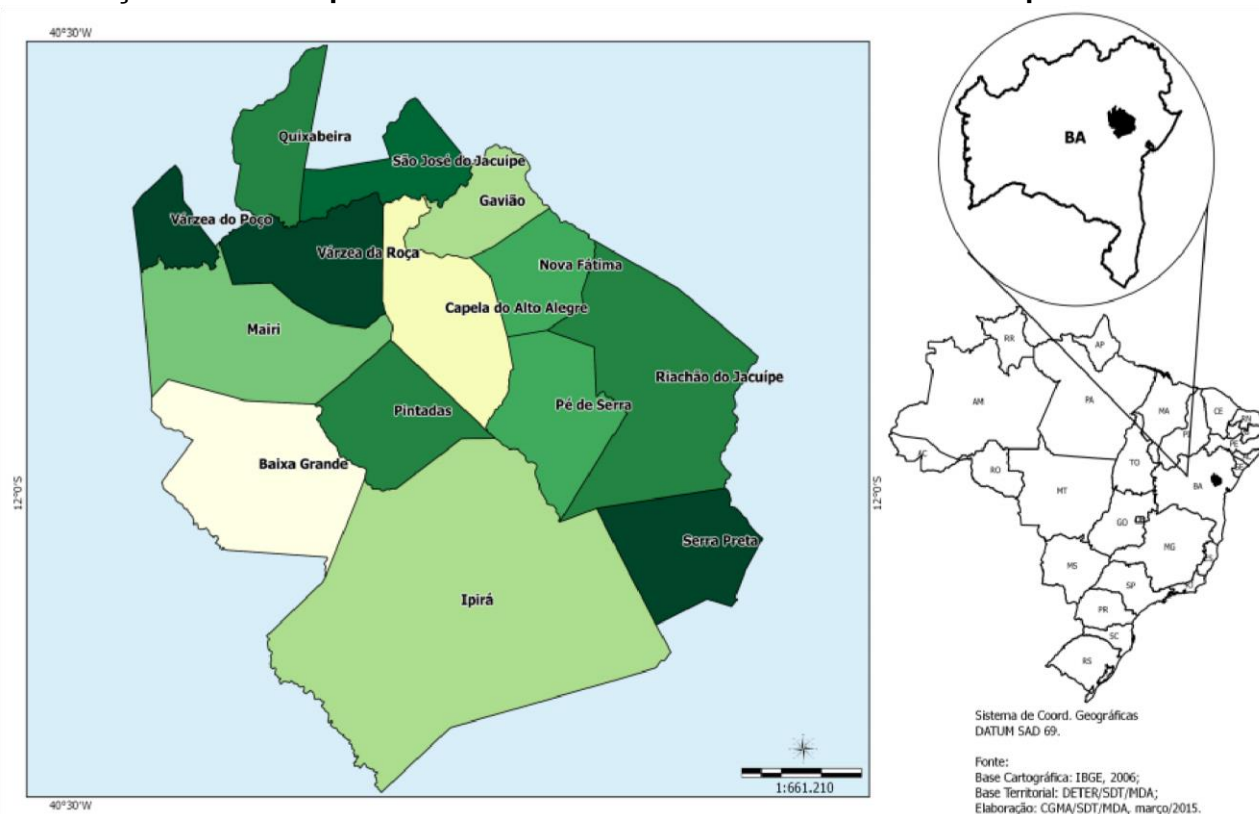 40°30'W
Quixabeira
São José do Jacuípe
Gavião
Várzea do Poço
Várzea da Roça
Nova Fátima
Capela do Alto Alegre
Mairi
Riachão do Jacuípe
Pintadas
Pé de Serra
Baixa Grande
12°0'S
12°0'S
Serra Preta
Ipirá
1:661.210
40°30'W
BA
RR
AP
AM
PA
MA
CE
RN
PE
AC
TO
RO
BA
MT
GO
MG
MS
SP
PR
SC
RS
Sistema de Coord. Geográficas
DATUM SAD 69.
Fonte:
Base Cartográfica: IBGE, 2006;
Base Territorial: DETER/SDT/MDA;
Elaboração: CGMA/SDT/MDA, março/2015.